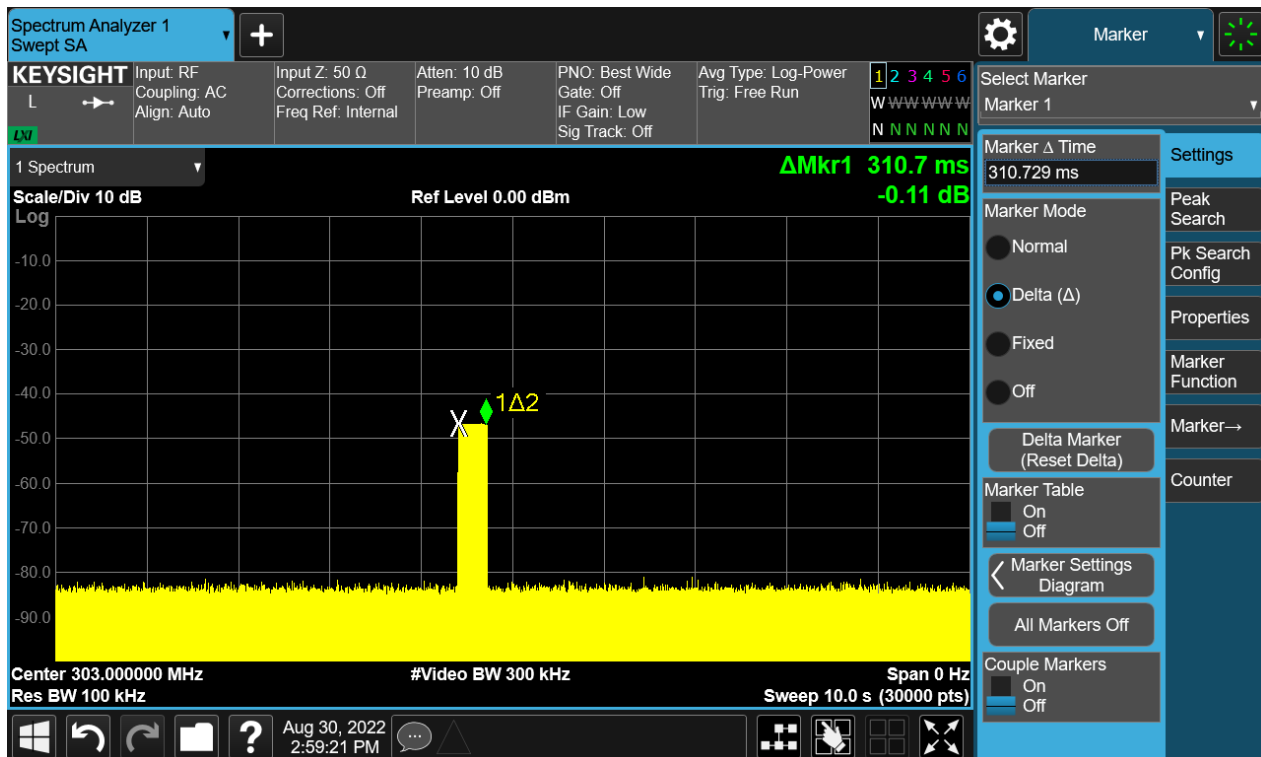 Spectrum Analyzer 1
Swept SA
+
Marker
KEYSIGHT
L
LXI
Input: RF
Coupling: AC
Align: Auto
Input Z: 50 Ω
Corrections: Off
Freq Ref: Internal
Atten: 10 dB
Preamp: Off
PNO: Best Wide
Gate: Off
IF Gain: Low
Sig Track: Off
Avg Type: Log-Power
Trig: Free Run
1 2 3 4 5 6
W W W W W W
N N N N N N
Select Marker
Marker 1
1 Spectrum
ΔMkr1 310.7 ms
-0.11 dB
Scale/Div 10 dB
Ref Level 0.00 dBm
Log
-10.0
-20.0
-30.0
-40.0
-50.0
-60.0
-70.0
-80.0
-90.0
X
1Δ2
Center 303.000000 MHz
#Video BW 300 kHz
Span 0 Hz
Res BW 100 kHz
Sweep 10.0 s (30000 pts)
Marker Δ Time
310.729 ms
Marker Mode
Normal
Delta (Δ)
Fixed
Off
Delta Marker
(Reset Delta)
Marker Table
On
Off
Marker Settings
Diagram
All Markers Off
Couple Markers
On
Off
Settings
Peak
Search
Pk Search
Config
Properties
Marker
Function
Marker→
Counter
?
Aug 30, 2022
2:59:21 PM